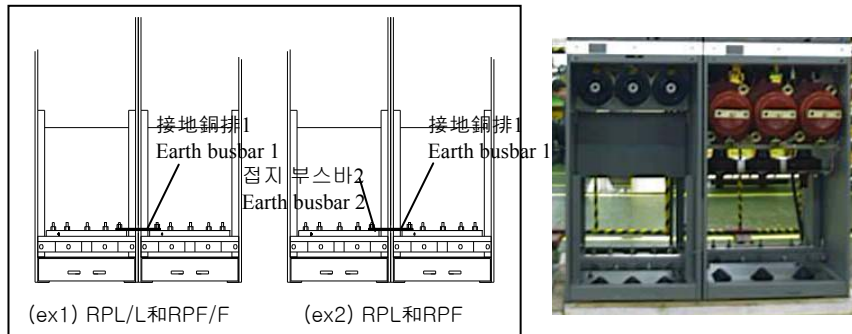 接地銅排1
Earth busbar 1
接地銅排1
Earth busbar 1
접지 부스바2
Earth busbar 2
(ex1) RPL/L和RPF/F
(ex2) RPL和RPF